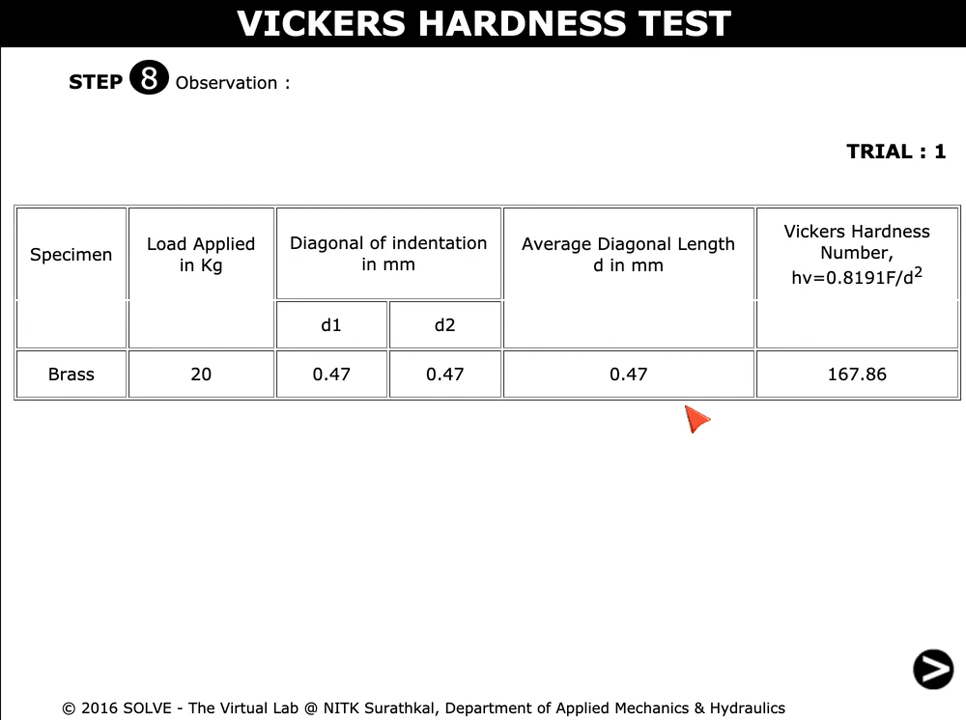 VICKERS HARDNESS TEST
STEP 8 Observation :
TRIAL : 1
Specimen
Load Applied
in Kg
Diagonal of indentation
in mm
Average Diagonal Length
d in mm
Vickers Hardness
Number,
hv=0.8191F/d²
d1
d2
Brass 20 0.47 0.47 0.47 167.86
>
© 2016 SOLVE - The Virtual Lab @ NITK Surathkal, Department of Applied Mechanics & Hydraulics